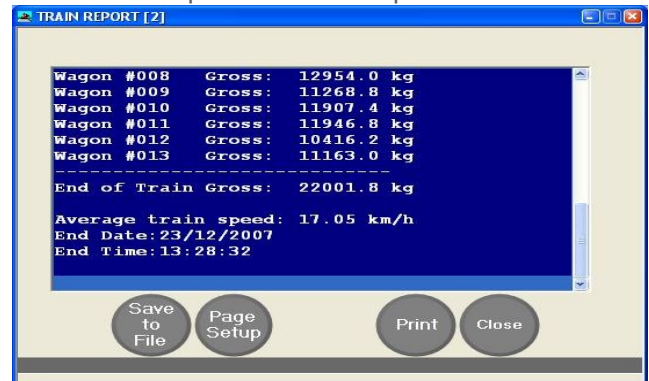 TRAIN REPORT [2]
Wagon #008 Gross: 12954.0 kg
Wagon #009 Gross: 11268.8 kg
Wagon #010 Gross: 11907.4 kg
Wagon #011 Gross: 11946.8 kg
Wagon #012 Gross: 10416.2 kg
Wagon #013 Gross: 11163.0 kg
--------------------------------
End of Train Gross: 22001.8 kg
Average train speed: 17.05 km/h
End Date:23/12/2007
End Time:13:28:32
Save to File
Page Setup
Print
Close